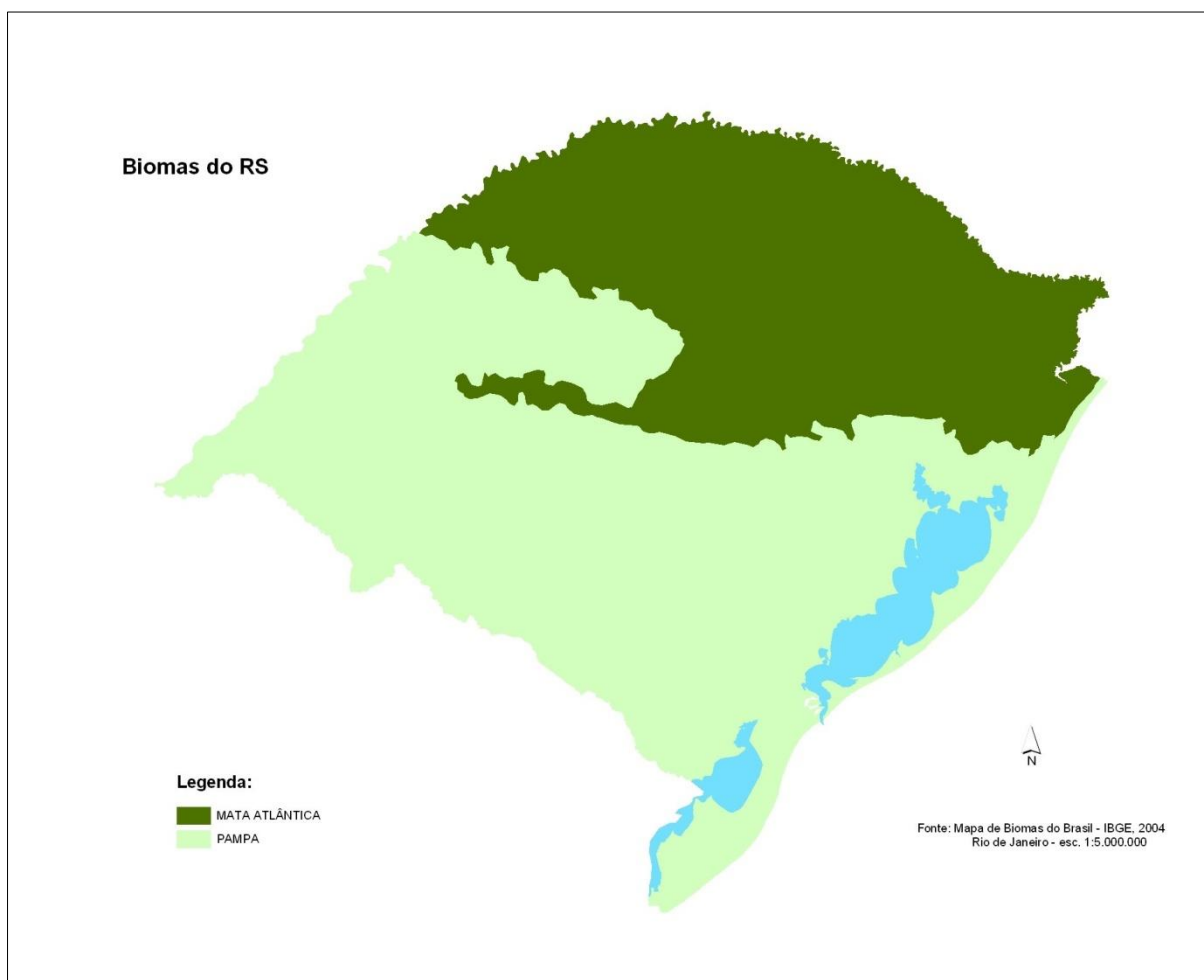 Biomas do RS
Legenda:
MATA ATLÂNTICA
PAMPA
N
Fonte: Mapa de Biomas do Brasil - IBGE, 2004
Rio de Janeiro - esc. 1:5.000.000